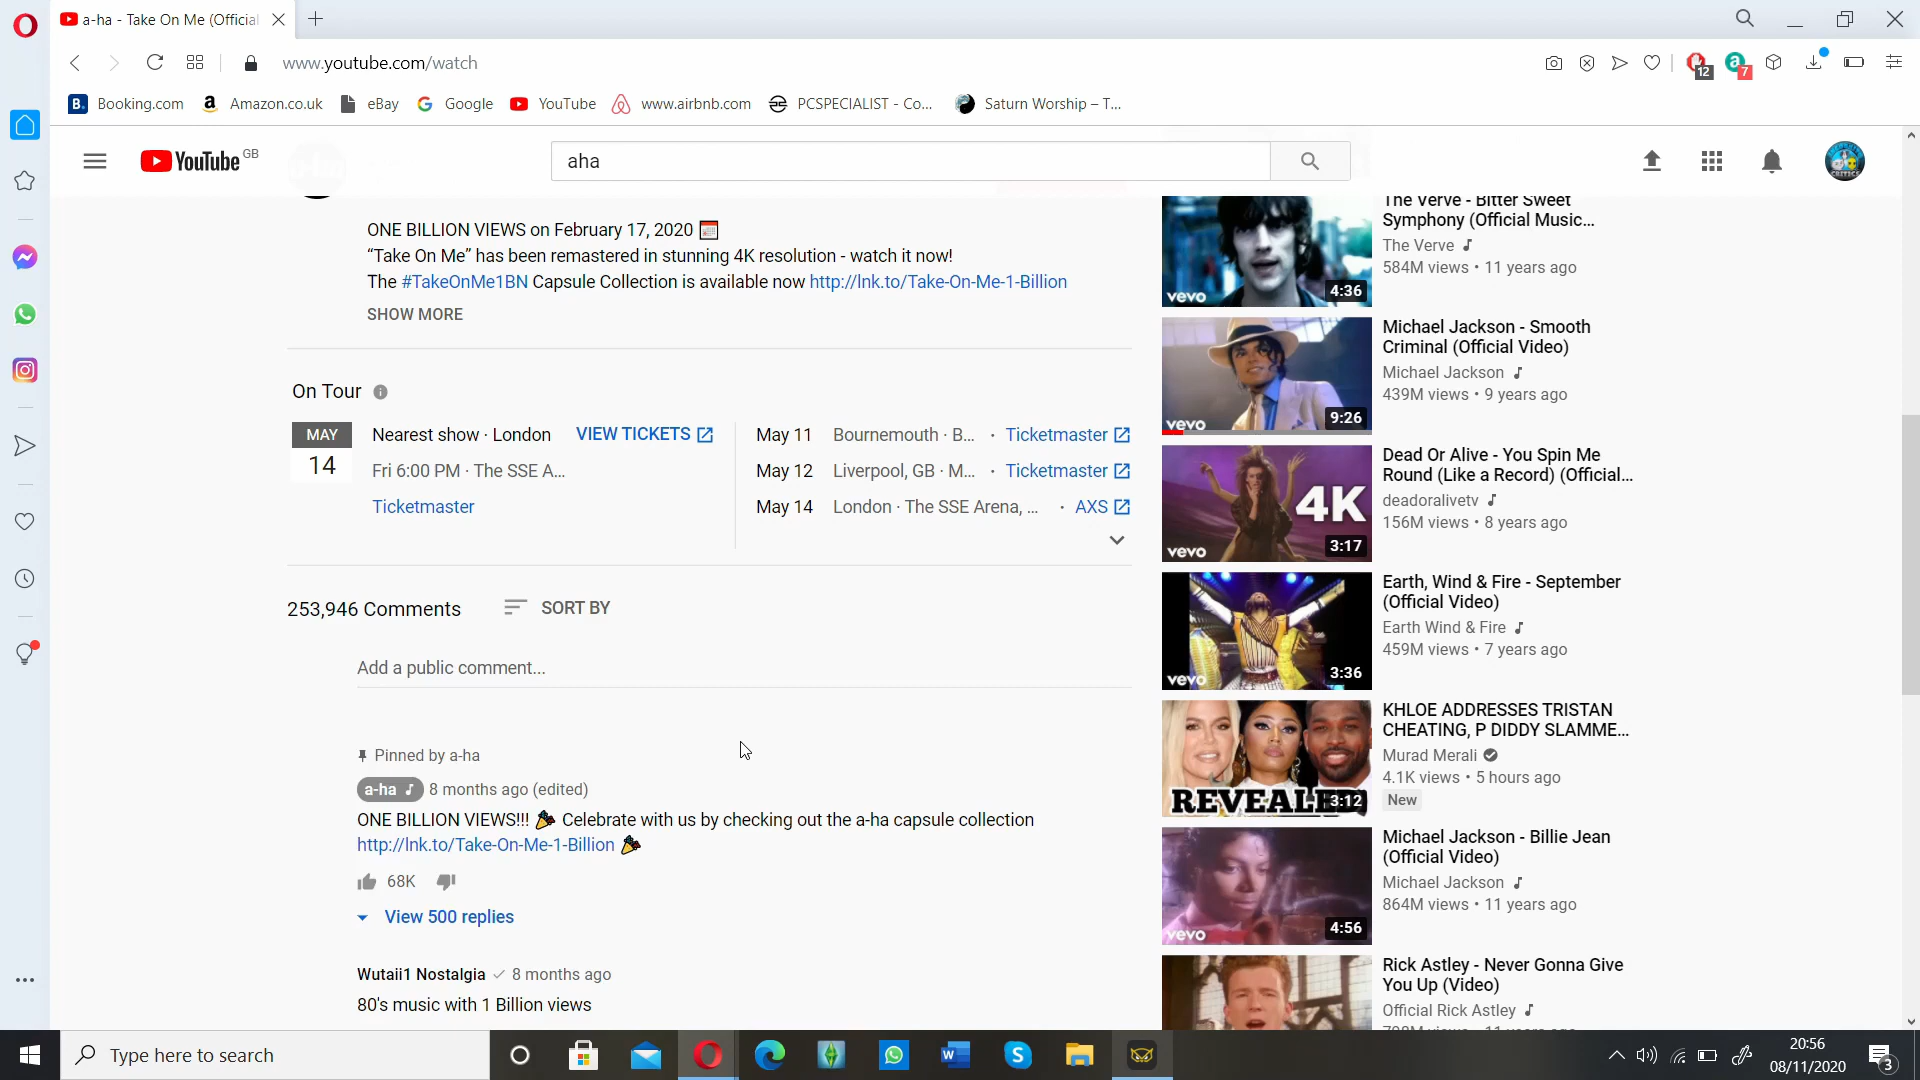 a-ha - Take On Me (Official
www.youtube.com/watch
12
7
Booking.com
Amazon.co.uk
eBay
Google
YouTube
www.airbnb.com
PCSPECIALIST - Co...
Saturn Worship – T...
YouTube GB
aha
ONE BILLION VIEWS on February 17, 2020
“Take On Me” has been remastered in stunning 4K resolution - watch it now!
The #TakeOnMe1BN Capsule Collection is available now http://lnk.to/Take-On-Me-1-Billion
SHOW MORE
On Tour
MAY
14
Nearest show · London
VIEW TICKETS
Fri 6:00 PM · The SSE A...
Ticketmaster
May 11 Bournemouth · B... · Ticketmaster
May 12 Liverpool, GB · M... · Ticketmaster
May 14 London · The SSE Arena, ... · AXS
253,946 Comments
SORT BY
Add a public comment...
Pinned by a-ha
a-ha 8 months ago (edited)
ONE BILLION VIEWS!!! Celebrate with us by checking out the a-ha capsule collection
http://lnk.to/Take-On-Me-1-Billion
68K
View 500 replies
Wutaii1 Nostalgia 8 months ago
80's music with 1 Billion views
vevo
4:36
The Verve - Bitter Sweet
Symphony (Official Music...
The Verve
584M views • 11 years ago
vevo
9:26
Michael Jackson - Smooth
Criminal (Official Video)
Michael Jackson
439M views • 9 years ago
4K
vevo
3:17
Dead Or Alive - You Spin Me
Round (Like a Record) (Official...
deadoralivetv
156M views • 8 years ago
vevo
3:36
Earth, Wind & Fire - September
(Official Video)
Earth Wind & Fire
459M views • 7 years ago
REVEALED
3:12
KHLOE ADDRESSES TRISTAN
CHEATING, P DIDDY SLAMME...
Murad Merali
4.1K views • 5 hours ago
New
vevo
4:56
Michael Jackson - Billie Jean
(Official Video)
Michael Jackson
864M views • 11 years ago
Rick Astley - Never Gonna Give
You Up (Video)
Official Rick Astley
Type here to search
20:56
08/11/2020
3